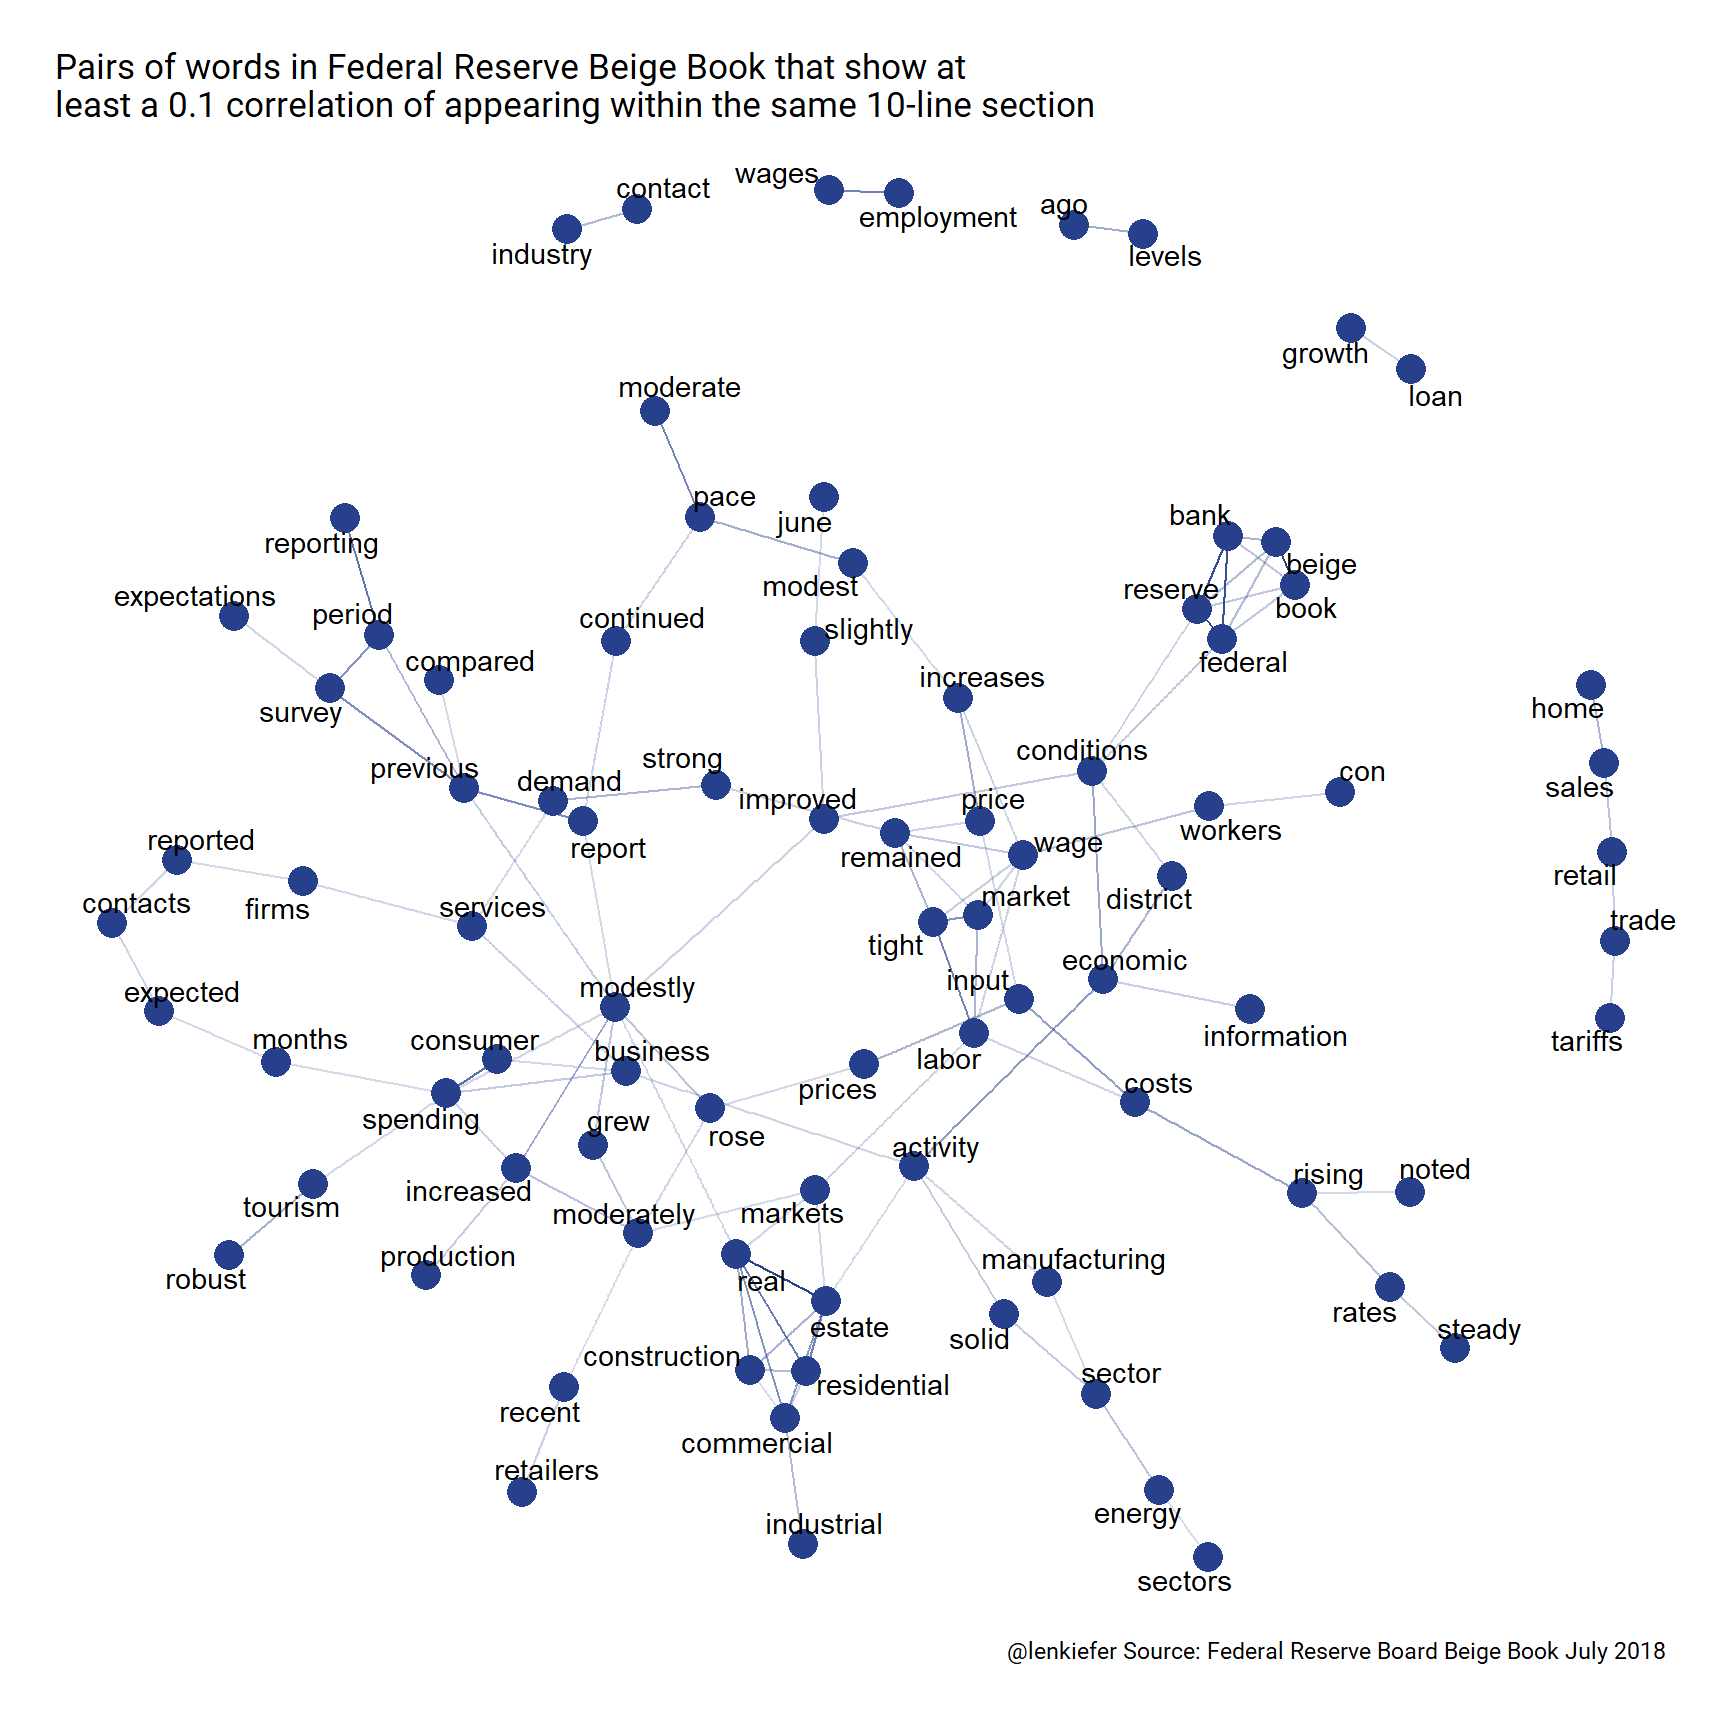 Pairs of words in Federal Reserve Beige Book that show at
least a 0.1 correlation of appearing within the same 10-line section
wages
contact
ago
employment
industry
levels
growth
moderate
loan
pace
bank
june
reporting
beige
modest
reserve
expectations
book
period
continued
slightly
compared
federal
increases
survey
home
conditions
strong
previous
con
demand
sales
improved
price
workers
reported
wage
report
remained
retail
market
district
contacts
firms
services
trade
tight
economic
input
modestly
expected
information
months
consumer
tariffs
business
labor
costs
prices
spending
grew
rose
activity
noted
rising
increased
tourism
moderately
markets
production
manufacturing
robust
real
rates
estate
steady
solid
construction
sector
residential
recent
commercial
retailers
energy
industrial
sectors
@lenkiefer Source: Federal Reserve Board Beige Book July 2018